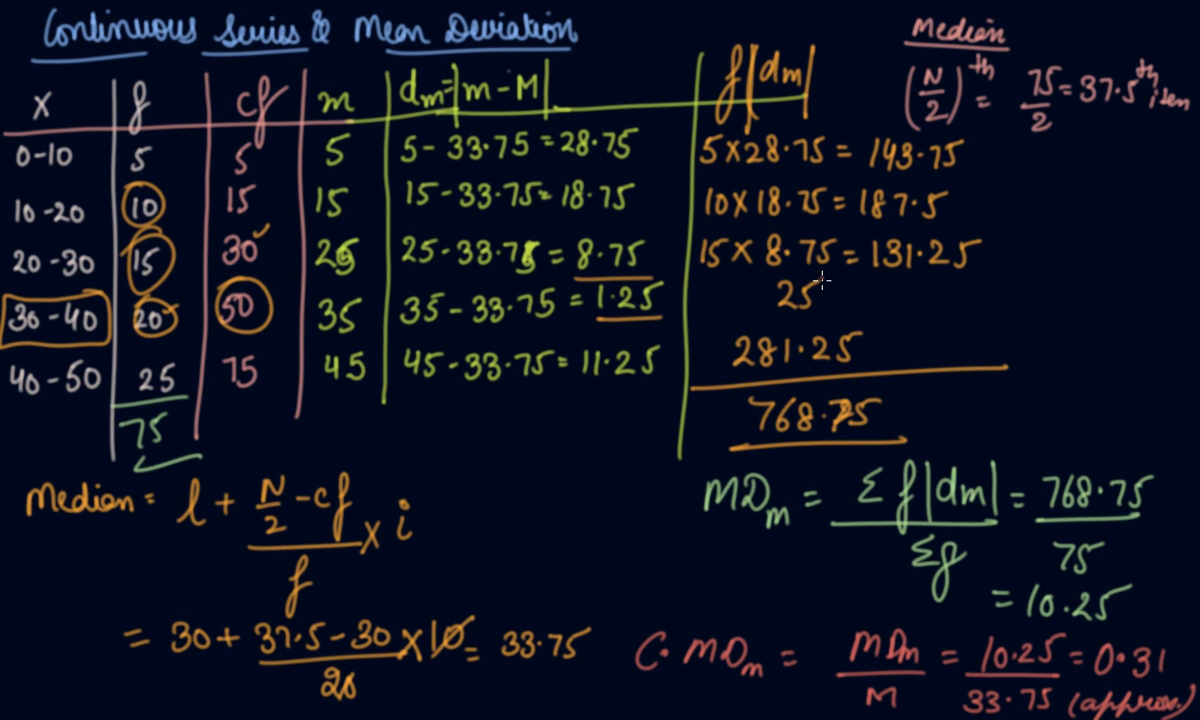 Continuous Series & Mean Deviation
Median
(N/2)th = 75/2 = 37.5th item
x f cf m dm=|m-M| f|dm|
0-10 5 5 5 5-33.75=28.75 5×28.75=143.75
10-20 10 15 15 15-33.75=18.75 10×18.75=187.5
20-30 15 30 25 25-33.75=8.75 15×8.75=131.25
30-40 20 50 35 35-33.75=1.25 25
40-50 25 75 45 45-33.75=11.25 281.25
75 768.75
Median = l + (N/2 - cf)/f × i
= 30 + (37.5-30)/20 × 10 = 33.75
MDm = Σf|dm|/Σf = 768.75/75
= 10.25
C. MDm = MDm/M = 10.25/33.75 = 0.31
(approx.)